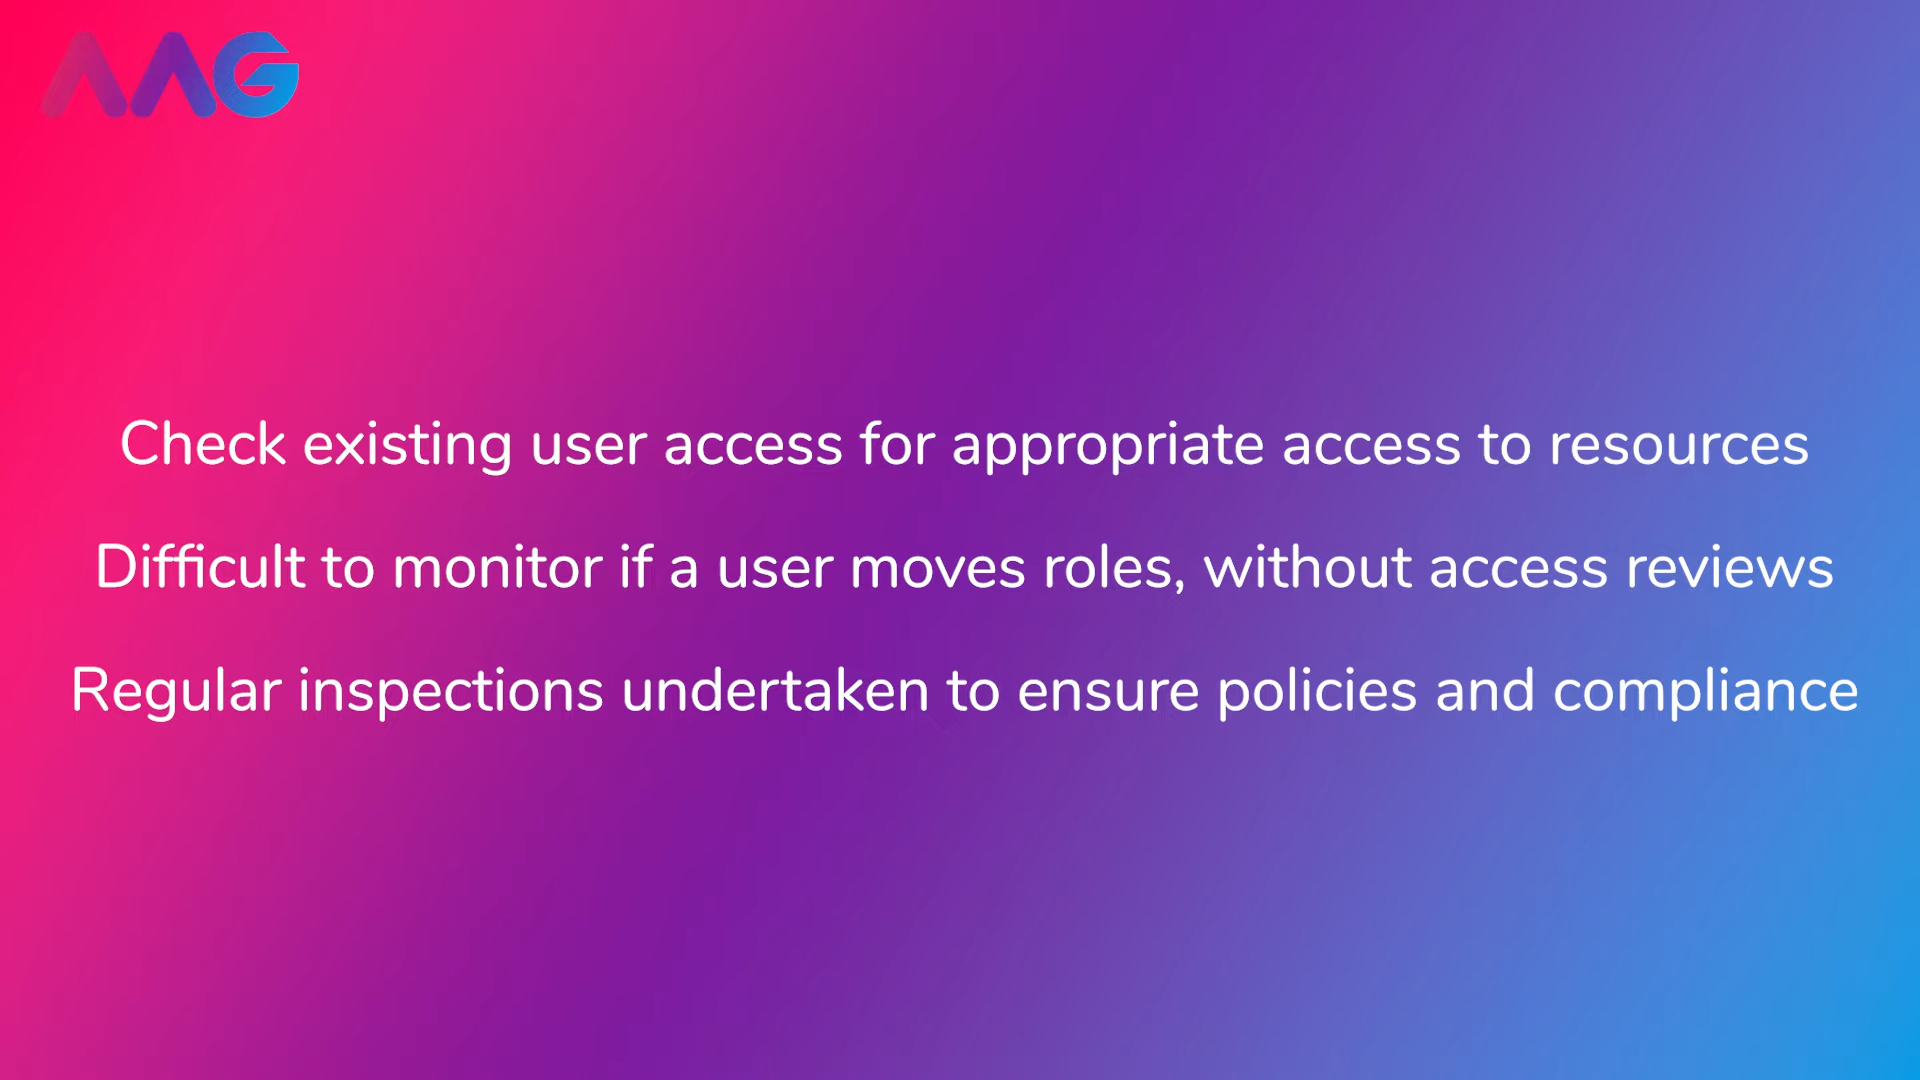 AAG
Check existing user access for appropriate access to resources
Difficult to monitor if a user moves roles, without access reviews
Regular inspections undertaken to ensure policies and compliance